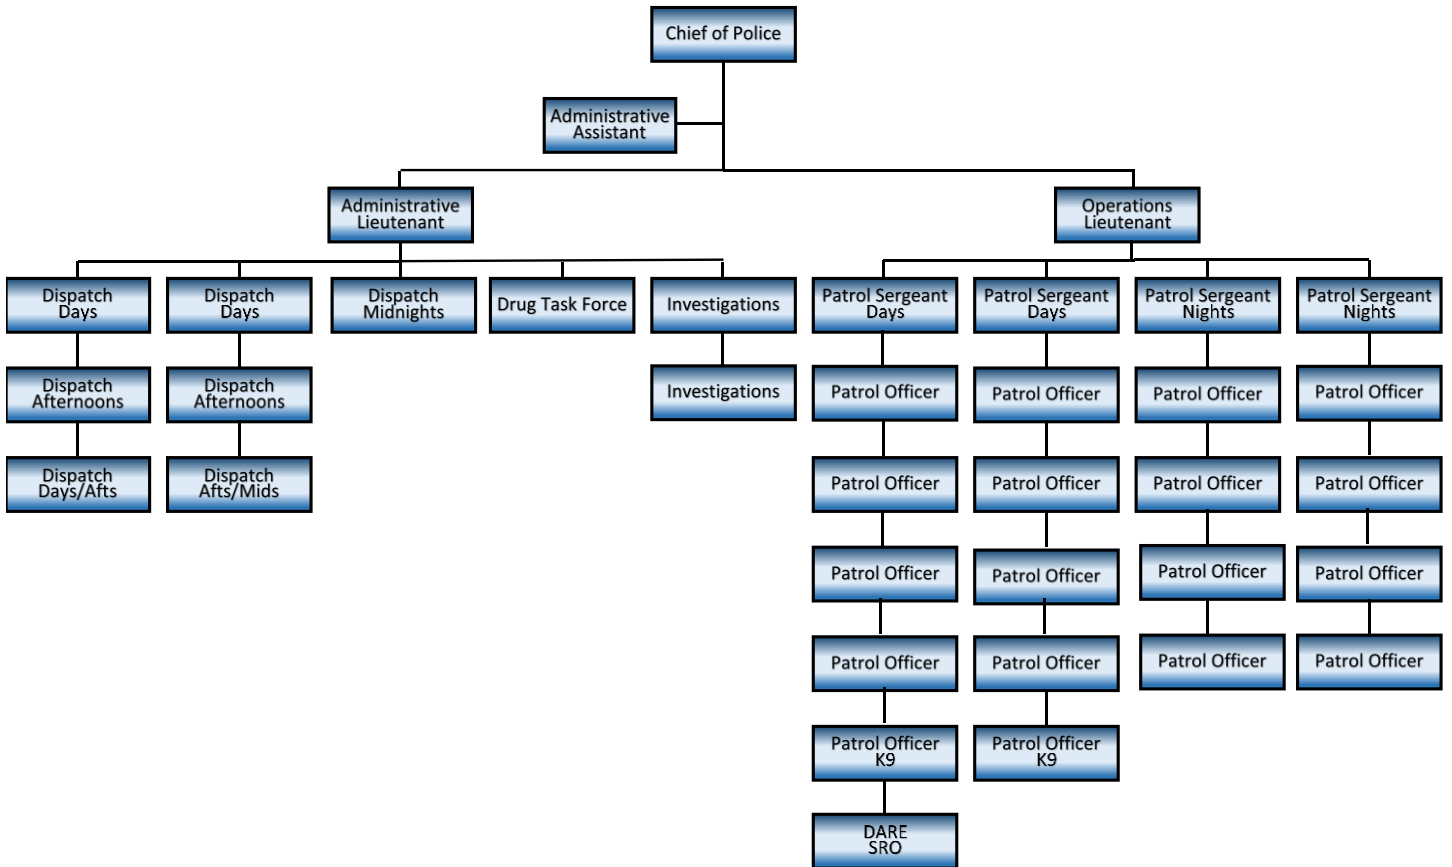 Chief of Police
Administrative
Assistant
Administrative
Lieutenant
Operations
Lieutenant
Dispatch
Days
Dispatch
Days
Dispatch
Midnights
Drug Task Force
Investigations
Patrol Sergeant
Days
Patrol Sergeant
Days
Patrol Sergeant
Nights
Patrol Sergeant
Nights
Dispatch
Afternoons
Dispatch
Afternoons
Investigations
Patrol Officer
Patrol Officer
Patrol Officer
Patrol Officer
Dispatch
Days/Afts
Dispatch
Afts/Mids
Patrol Officer
Patrol Officer
Patrol Officer
Patrol Officer
Patrol Officer
Patrol Officer
Patrol Officer
Patrol Officer
Patrol Officer
Patrol Officer
Patrol Officer
Patrol Officer
Patrol Officer
K9
Patrol Officer
K9
DARE
SRO